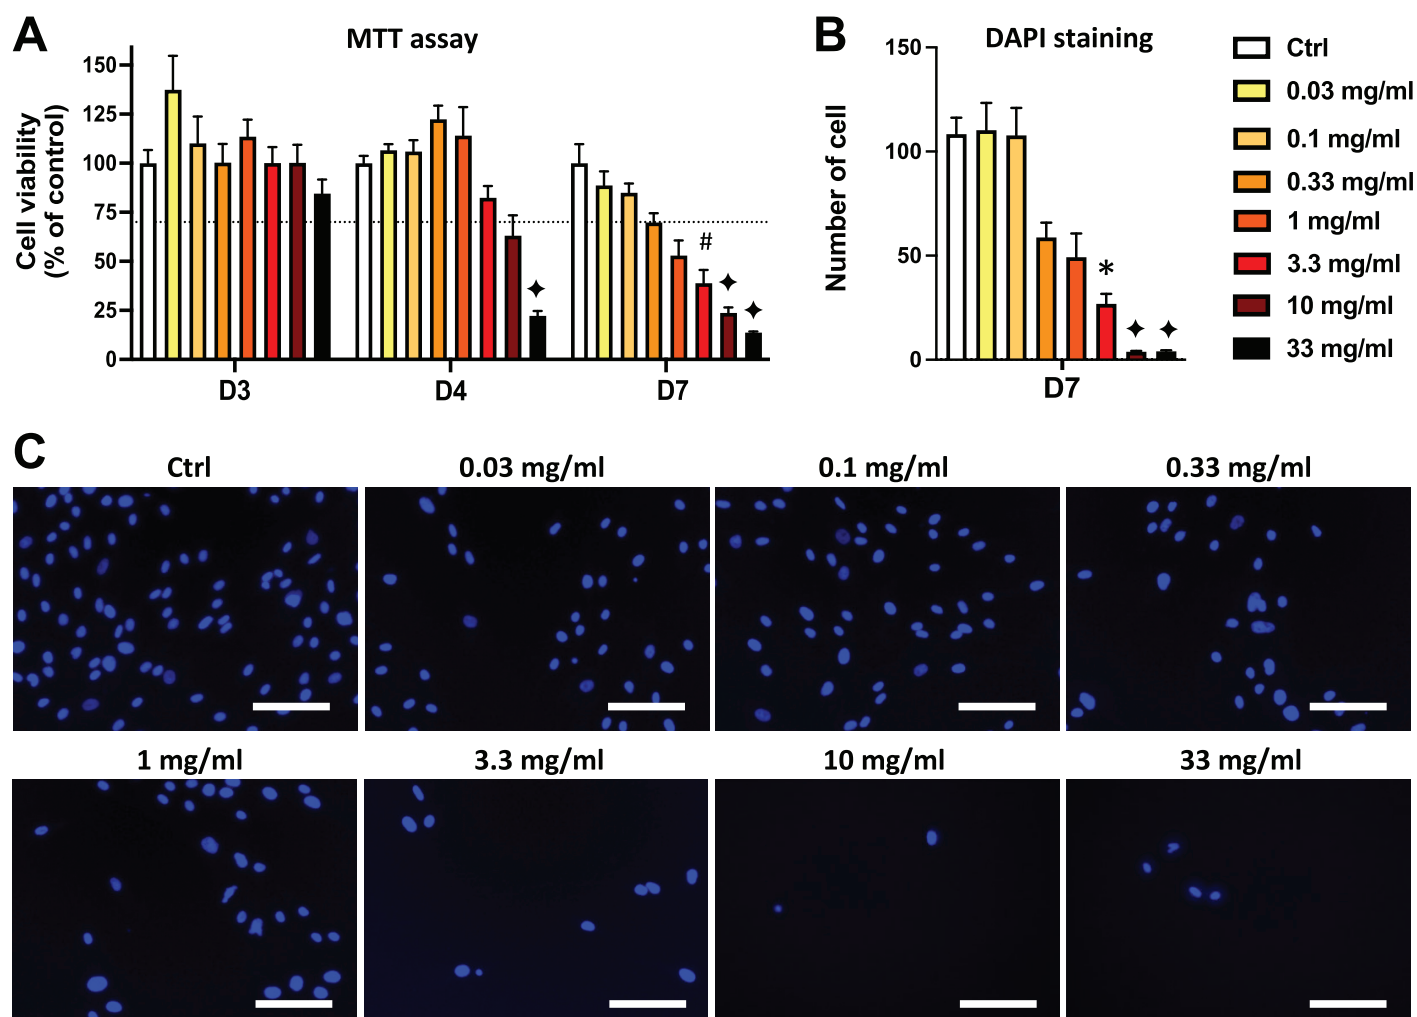 A
MTT assay
Cell viability
(% of control)
150
125
100
75
50
25
0
#
D3
D4
D7
B
DAPI staining
Number of cell
150
100
50
0
*
D7
Ctrl
0.03 mg/ml
0.1 mg/ml
0.33 mg/ml
1 mg/ml
3.3 mg/ml
10 mg/ml
33 mg/ml
C
Ctrl
0.03 mg/ml
0.1 mg/ml
0.33 mg/ml
1 mg/ml
3.3 mg/ml
10 mg/ml
33 mg/ml